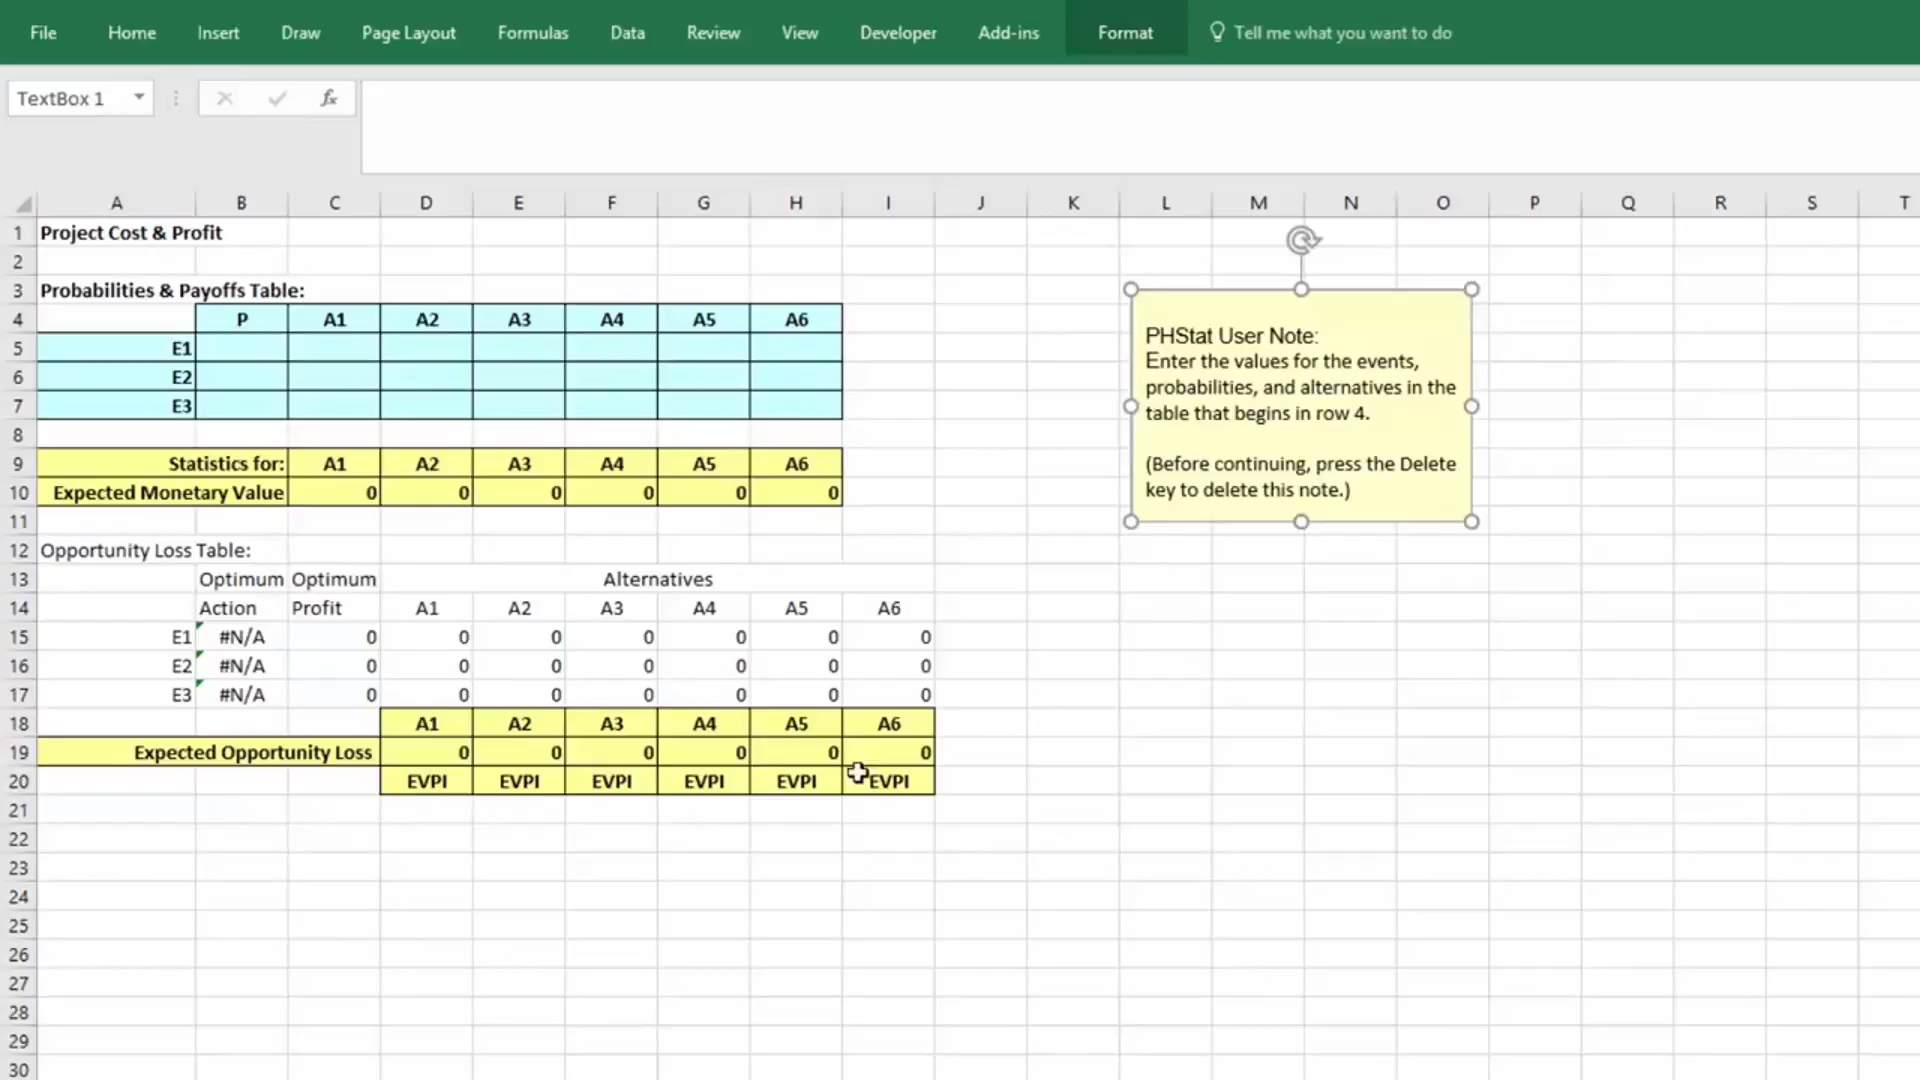 File Home Insert Draw Page Layout Formulas Data Review View Developer Add-ins Format Tell me what you want to do
TextBox 1 fx
A B C D E F G H I J K L M N O P Q R S T
1 Project Cost & Profit
2
3 Probabilities & Payoffs Table:
4 P A1 A2 A3 A4 A5 A6
5 E1
6 E2
7 E3
8
9 Statistics for: A1 A2 A3 A4 A5 A6
10 Expected Monetary Value 0 0 0 0 0 0
11
12 Opportunity Loss Table:
13 Optimum Optimum Alternatives
14 Action Profit A1 A2 A3 A4 A5 A6
15 E1 #N/A 0 0 0 0 0 0 0
16 E2 #N/A 0 0 0 0 0 0 0
17 E3 #N/A 0 0 0 0 0 0 0
18 A1 A2 A3 A4 A5 A6
19 Expected Opportunity Loss 0 0 0 0 0 0
20 EVPI EVPI EVPI EVPI EVPI EVPI
21
22
23
24
25
26
27
28
29
30
PHStat User Note:
Enter the values for the events,
probabilities, and alternatives in the
table that begins in row 4.
(Before continuing, press the Delete
key to delete this note.)